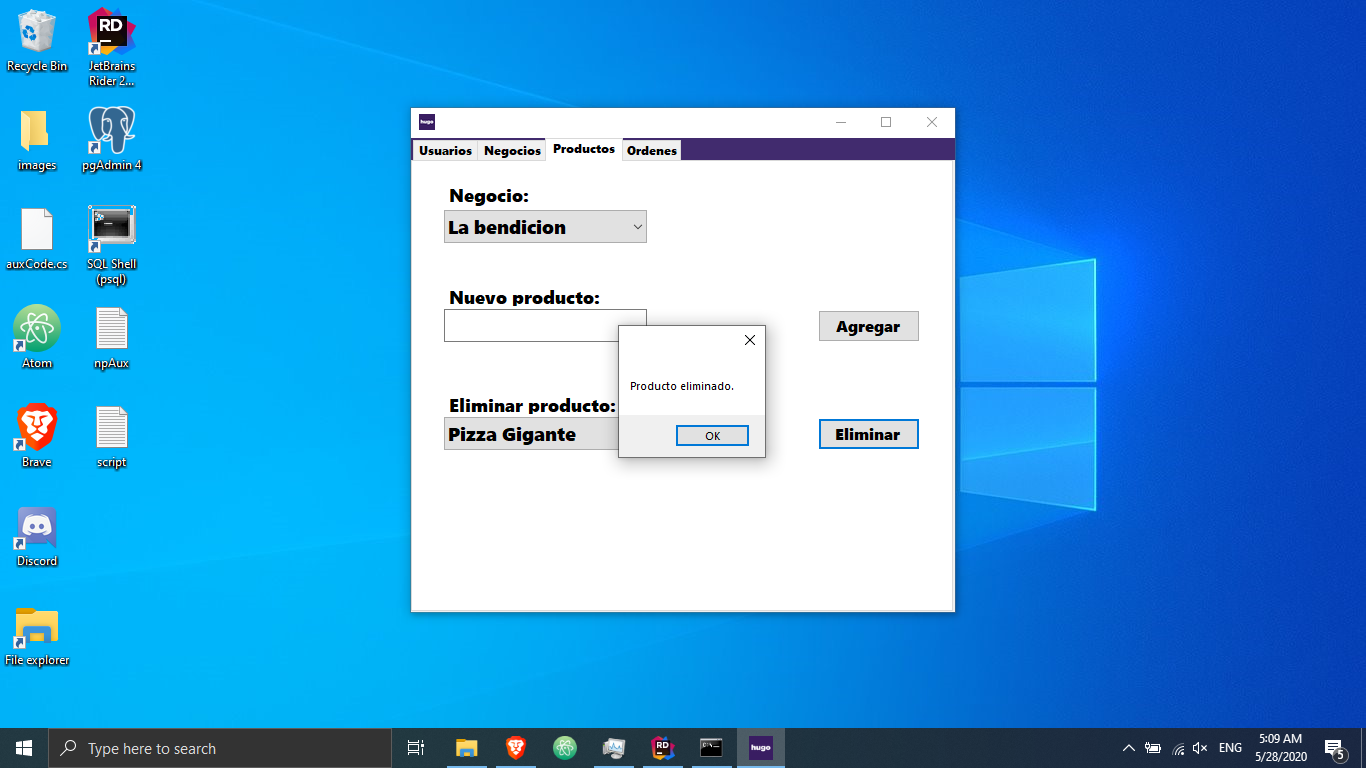 Recycle Bin
JetBrains
Rider 2...
images
pgAdmin 4
auxCode.cs
SQL Shell
(psql)
Atom
npAux
Brave
script
Discord
File explorer
RD
hugo
Usuarios
Negocios
Productos
Ordenes
Negocio:
La bendicion
Nuevo producto:
Agregar
Eliminar producto:
Pizza Gigante
Eliminar
Producto eliminado.
OK
Type here to search
RD
hugo
ENG
5:09 AM
5/28/2020
5